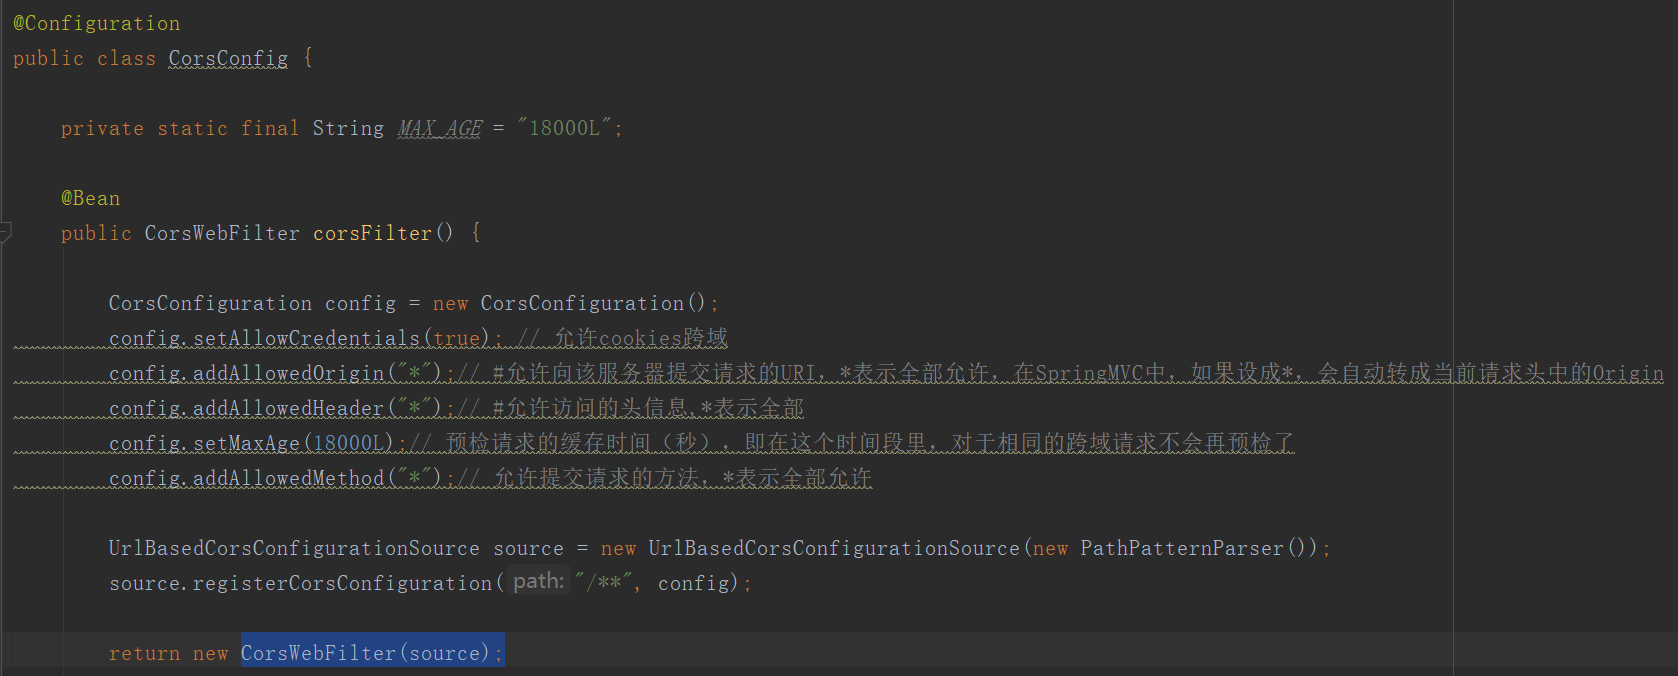 @Configuration
public class CorsConfig {
private static final String MAX_AGE = "18000L";
@Bean
public CorsWebFilter corsFilter() {
CorsConfiguration config = new CorsConfiguration();
config.setAllowCredentials(true); // 允许cookies跨域
config.addAllowedOrigin("*");// #允许向该服务器提交请求的URI，*表示全部允许，在SpringMVC中，如果设成*，会自动转成当前请求头中的Origin
config.addAllowedHeader("*");// #允许访问的头信息,*表示全部
config.setMaxAge(18000L);// 预检请求的缓存时间（秒），即在这个时间段里，对于相同的跨域请求不会再预检了
config.addAllowedMethod("*");// 允许提交请求的方法，*表示全部允许
UrlBasedCorsConfigurationSource source = new UrlBasedCorsConfigurationSource(new PathPatternParser());
source.registerCorsConfiguration( path: "/**", config);
return new CorsWebFilter(source);